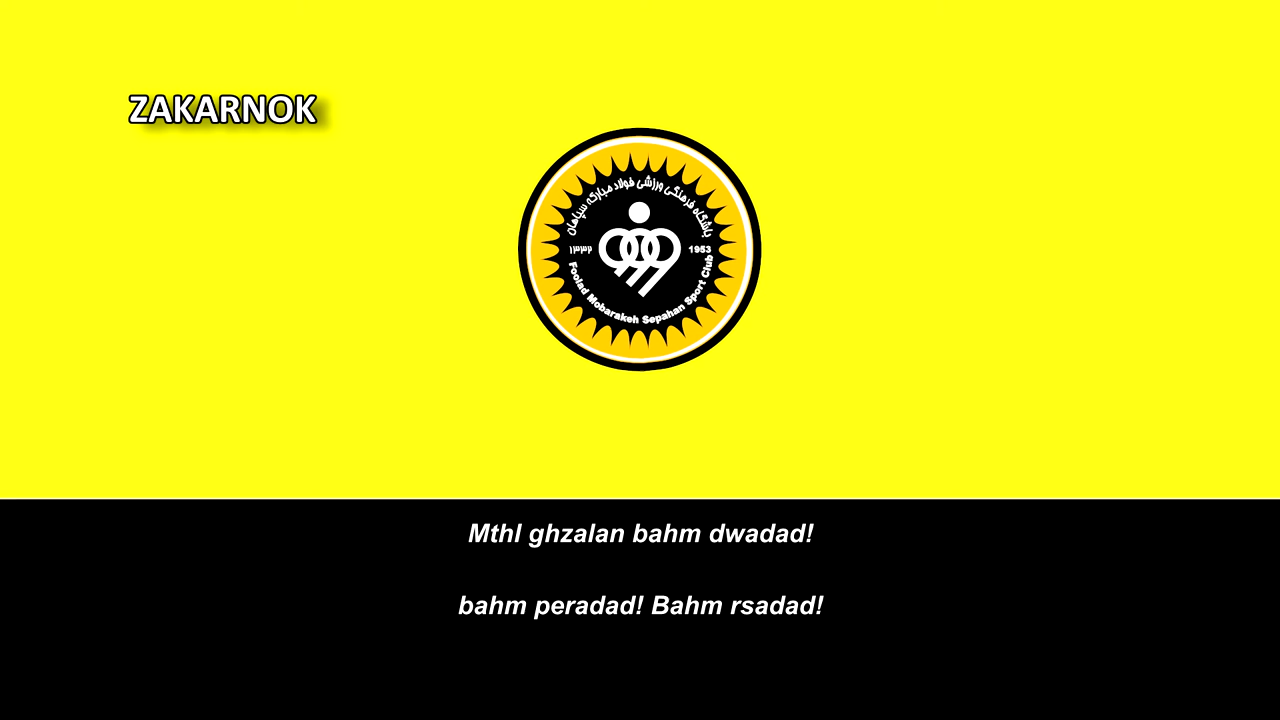 ZAKARNOK
باشگاه فرهنگی ورزشی فولاد مبارکه سپاهان
۱۳۳۲
1953
Foolad Mobarakeh Sepahan Sport Club
Mthl ghzalan bahm dwadad!
bahm peradad! Bahm rsadad!